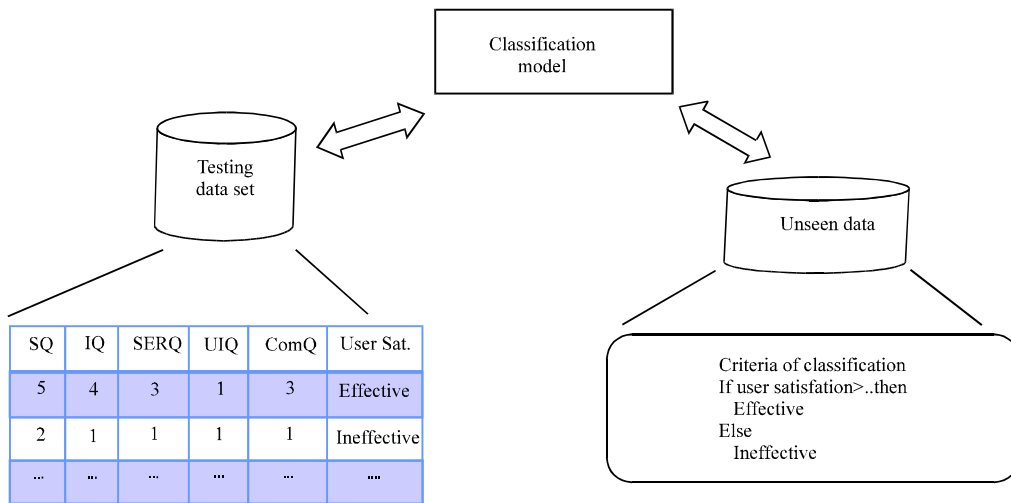 Classification
model
Testing
data set
Unseen data
SQ IQ SERQ UIQ ComQ User Sat.
5 4 3 1 3 Effective
2 1 1 1 1 Ineffective
... ... ... ... ... ....
Criteria of classification
If user satisfation>..then
Effective
Else
Ineffective